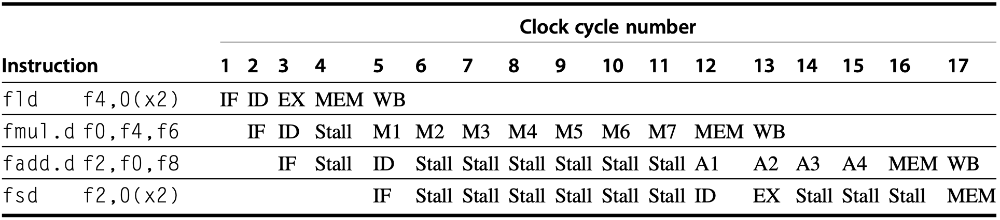 Clock cycle number
Instruction 1 2 3 4 5 6 7 8 9 10 11 12 13 14 15 16 17
fld f4,0(x2) IF ID EX MEM WB
fmul.d f0,f4,f6 IF ID Stall M1 M2 M3 M4 M5 M6 M7 MEM WB
fadd.d f2,f0,f8 IF Stall ID Stall Stall Stall Stall Stall Stall A1 A2 A3 A4 MEM WB
fsd f2,0(x2) IF Stall Stall Stall Stall Stall Stall ID EX Stall Stall Stall MEM